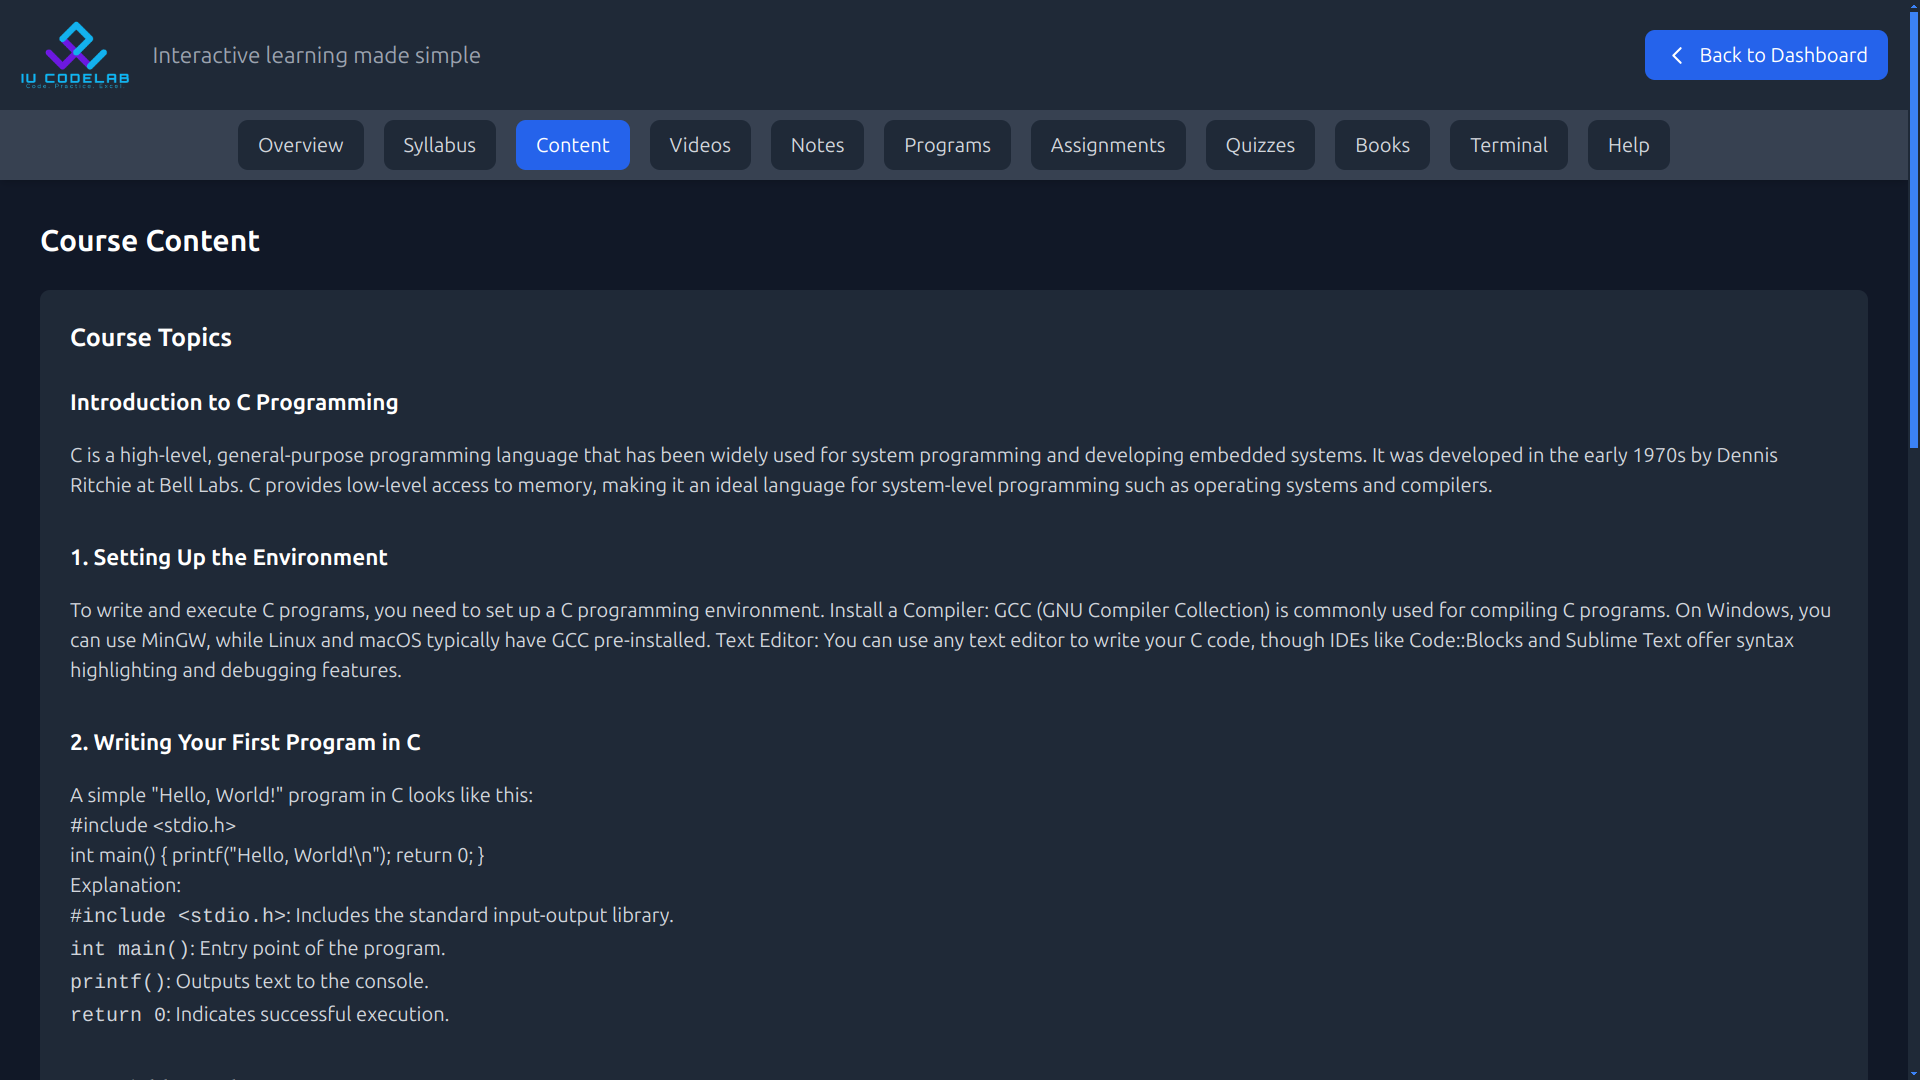 IU CODELAB
Code. Practice. Excel.
Interactive learning made simple
Back to Dashboard
Overview
Syllabus
Content
Videos
Notes
Programs
Assignments
Quizzes
Books
Terminal
Help
Course Content
Course Topics
Introduction to C Programming
C is a high-level, general-purpose programming language that has been widely used for system programming and developing embedded systems. It was developed in the early 1970s by Dennis
Ritchie at Bell Labs. C provides low-level access to memory, making it an ideal language for system-level programming such as operating systems and compilers.
1. Setting Up the Environment
To write and execute C programs, you need to set up a C programming environment. Install a Compiler: GCC (GNU Compiler Collection) is commonly used for compiling C programs. On Windows, you
can use MinGW, while Linux and macOS typically have GCC pre-installed. Text Editor: You can use any text editor to write your C code, though IDEs like Code::Blocks and Sublime Text offer syntax
highlighting and debugging features.
2. Writing Your First Program in C
A simple "Hello, World!" program in C looks like this:
#include <stdio.h>
int main() { printf("Hello, World!\n"); return 0; }
Explanation:
#include <stdio.h>: Includes the standard input-output library.
int main(): Entry point of the program.
printf(): Outputs text to the console.
return 0: Indicates successful execution.